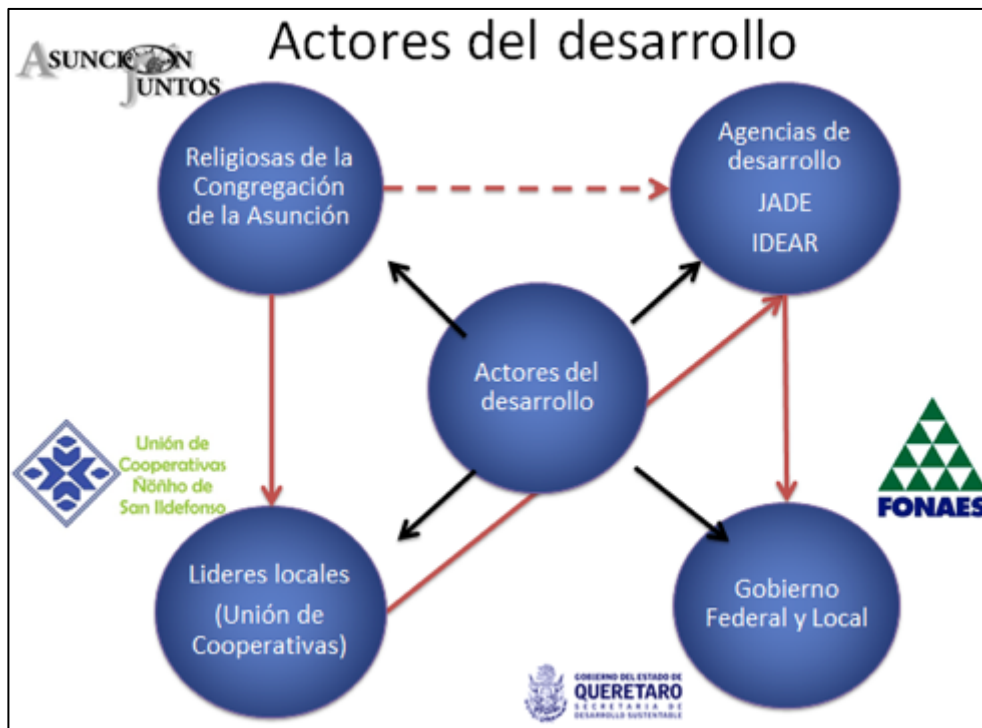 Actores del desarrollo
ASUNCIÓN
JUNTOS
Religiosas de la
Congregación
de la Asunción
Agencias de
desarrollo
JADE
IDEAR
Actores del
desarrollo
Unión de
Cooperativas
Ñöñho de
San Ildefonso
FONAES
Lideres locales
(Unión de
Cooperativas)
Gobierno
Federal y Local
GOBIERNO DEL ESTADO DE
QUERETARO
SECRETARIA DE
DESARROLLO SUSTENTABLE